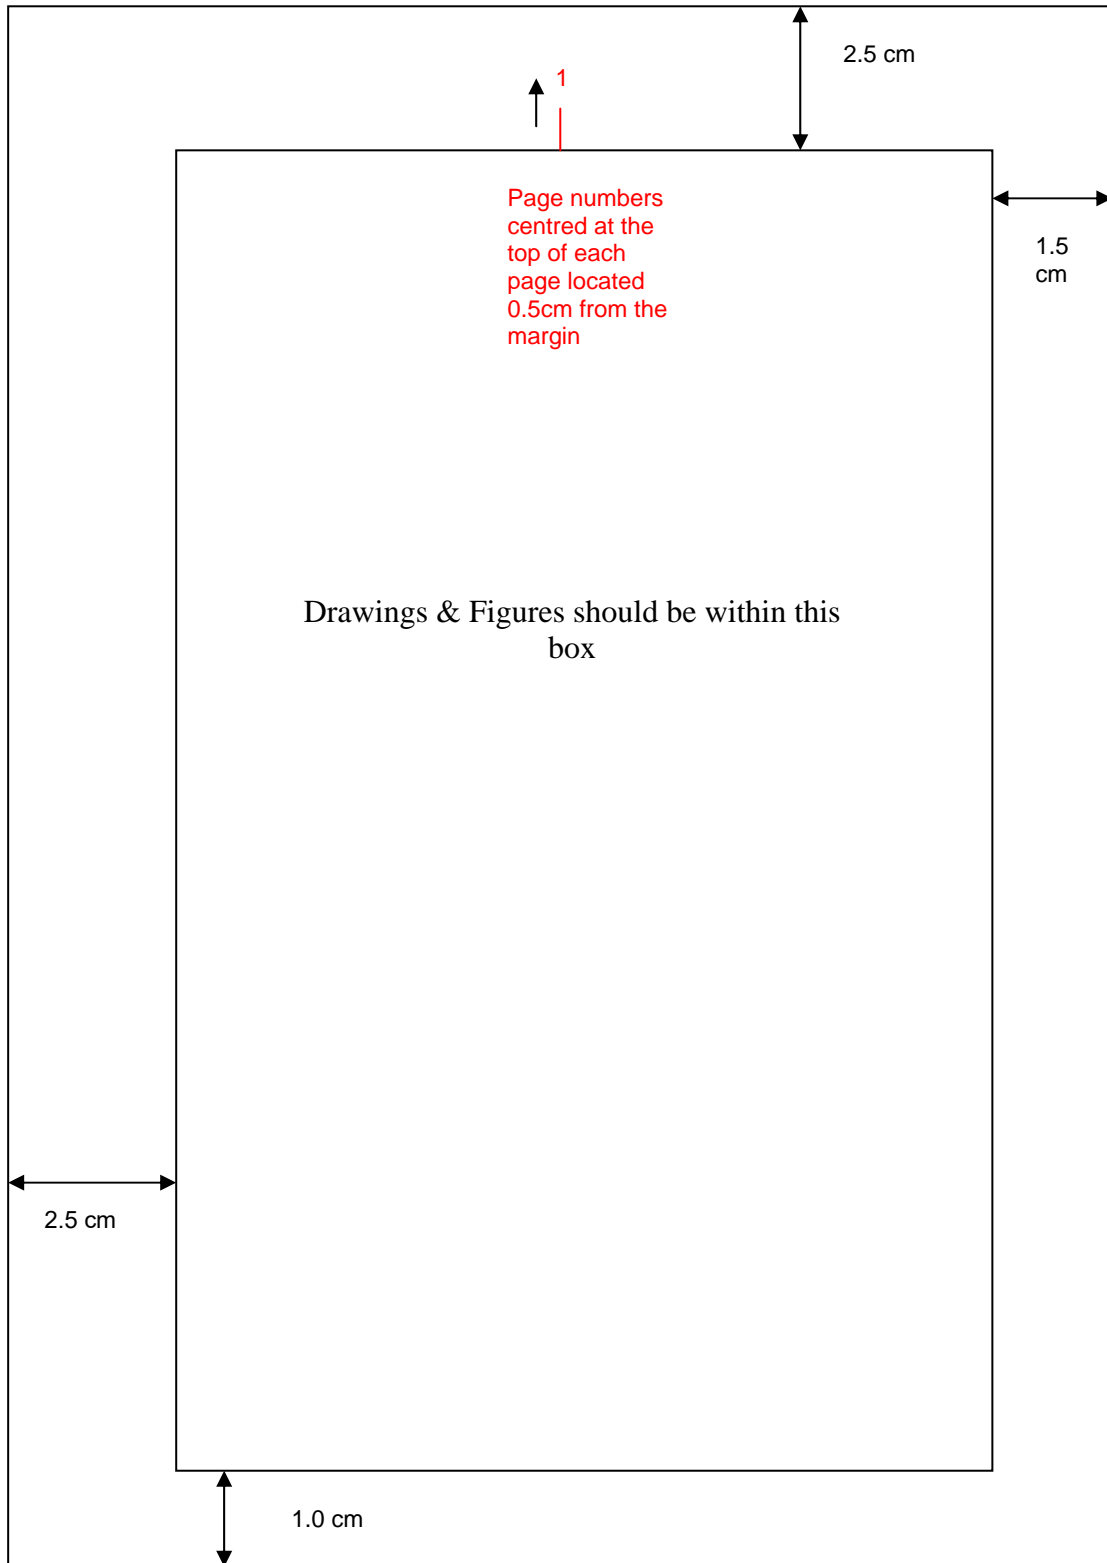 2.5 cm
1
Page numbers
centred at the
top of each
page located
0.5cm from the
margin
1.5
cm
Drawings & Figures should be within this
box
2.5 cm
1.0 cm